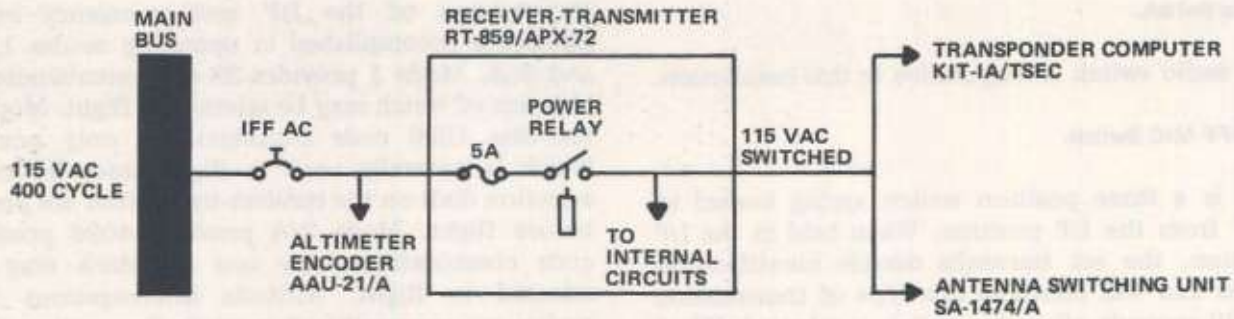 MAIN
BUS
RECEIVER-TRANSMITTER
RT-859/APX-72
TRANSPONDER COMPUTER
KIT-IA/TSEC
IFF AC
POWER
RELAY
5A
115 VAC
SWITCHED
115 VAC
400 CYCLE
ALTIMETER
ENCODER
AAU-21/A
TO
INTERNAL
CIRCUITS
ANTENNA SWITCHING UNIT
SA-1474/A